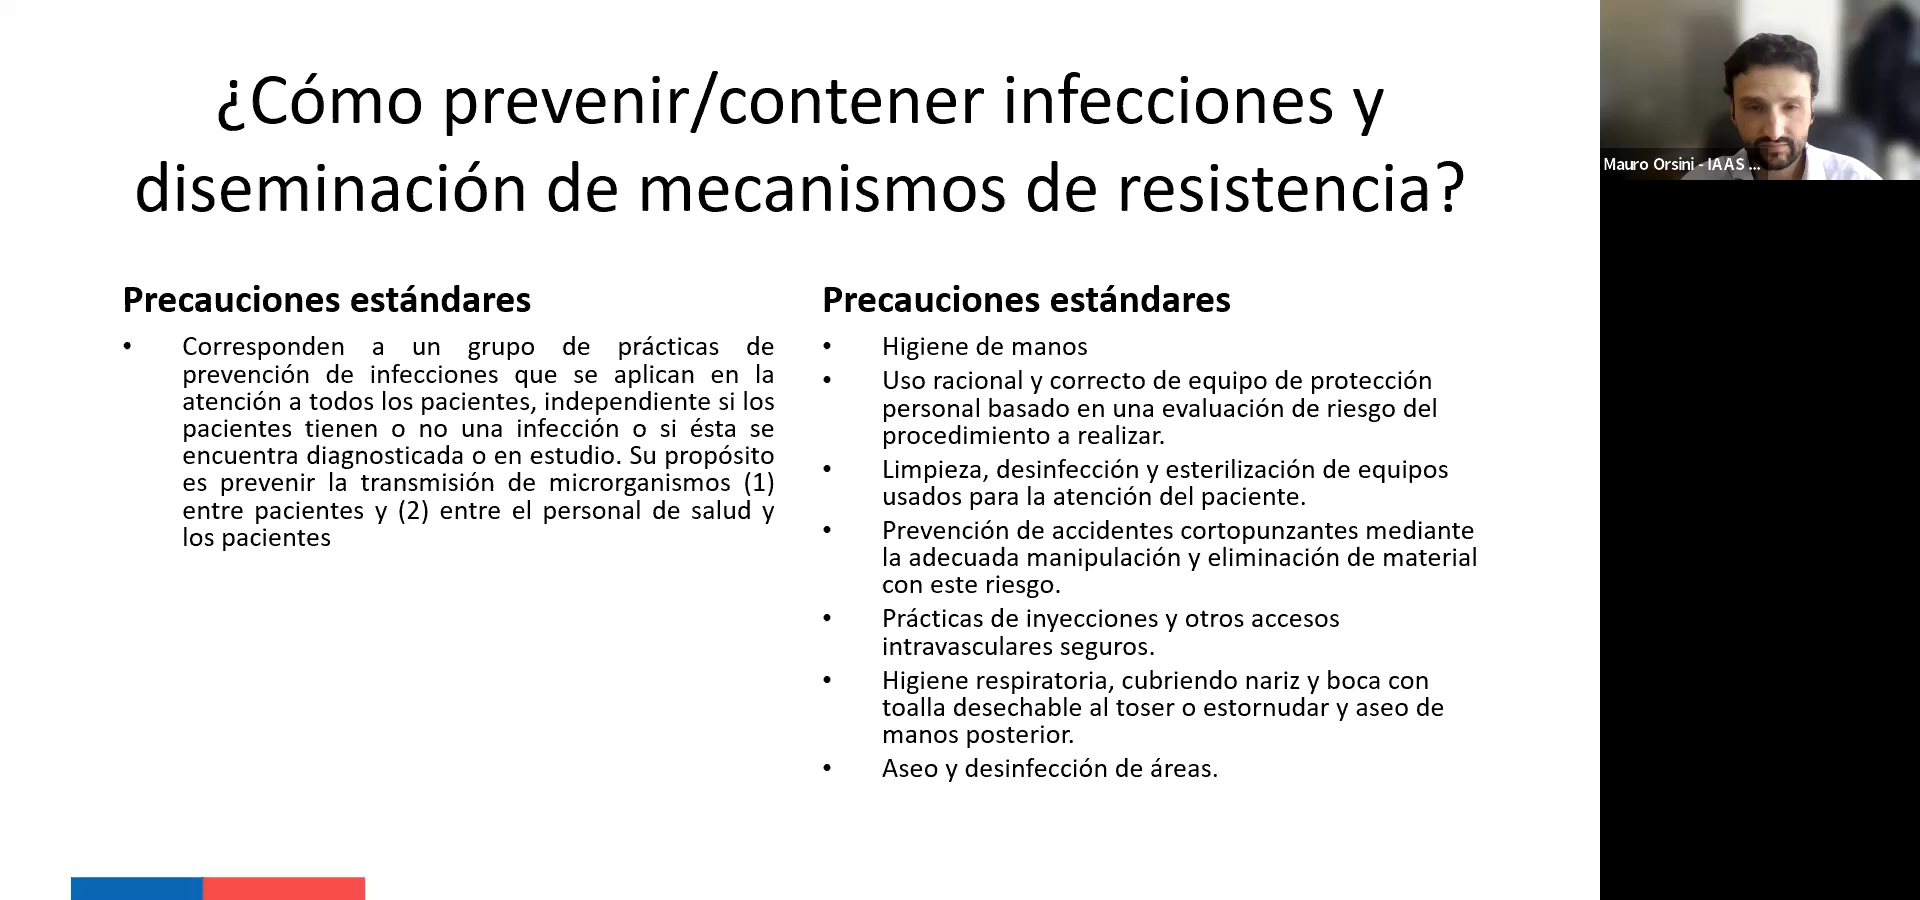 ¿Cómo prevenir/contener infecciones y
diseminación de mecanismos de resistencia?
Precauciones estándares
• Corresponden a un grupo de prácticas de
prevención de infecciones que se aplican en la
atención a todos los pacientes, independiente si los
pacientes tienen o no una infección o si ésta se
encuentra diagnosticada o en estudio. Su propósito
es prevenir la transmisión de microrganismos (1)
entre pacientes y (2) entre el personal de salud y
los pacientes
Precauciones estándares
• Higiene de manos
• Uso racional y correcto de equipo de protección
personal basado en una evaluación de riesgo del
procedimiento a realizar.
• Limpieza, desinfección y esterilización de equipos
usados para la atención del paciente.
• Prevención de accidentes cortopunzantes mediante
la adecuada manipulación y eliminación de material
con este riesgo.
• Prácticas de inyecciones y otros accesos
intravasculares seguros.
• Higiene respiratoria, cubriendo nariz y boca con
toalla desechable al toser o estornudar y aseo de
manos posterior.
• Aseo y desinfección de áreas.
Mauro Orsini - IAAS ...